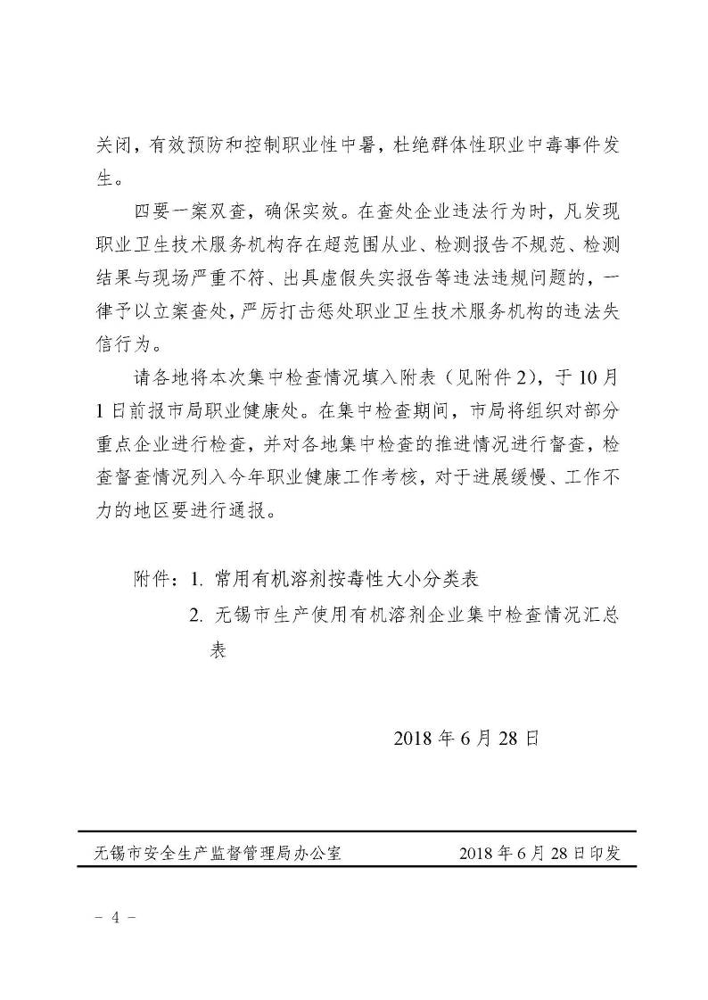 关闭，有效预防和控制职业性中暑，杜绝群体性职业中毒事件发
生。
四要一案双查，确保实效。在查处企业违法行为时，凡发现
职业卫生技术服务机构存在超范围从业、检测报告不规范、检测
结果与现场严重不符、出具虚假失实报告等违法违规问题的，一
律予以立案查处，严厉打击惩处职业卫生技术服务机构的违法失
信行为。
请各地将本次集中检查情况填入附表（见附件2），于 10 月
1 日前报市局职业健康处。在集中检查期间，市局将组织对部分
重点企业进行检查，并对各地集中检查的推进情况进行督查，检
查督查情况列入今年职业健康工作考核，对于进展缓慢、工作不
力的地区要进行通报。
附件：1. 常用有机溶剂按毒性大小分类表
2. 无锡市生产使用有机溶剂企业集中检查情况汇总
表
2018 年 6 月 28 日
无锡市安全生产监督管理局办公室 2018 年 6 月 28 日印发
- 4 -